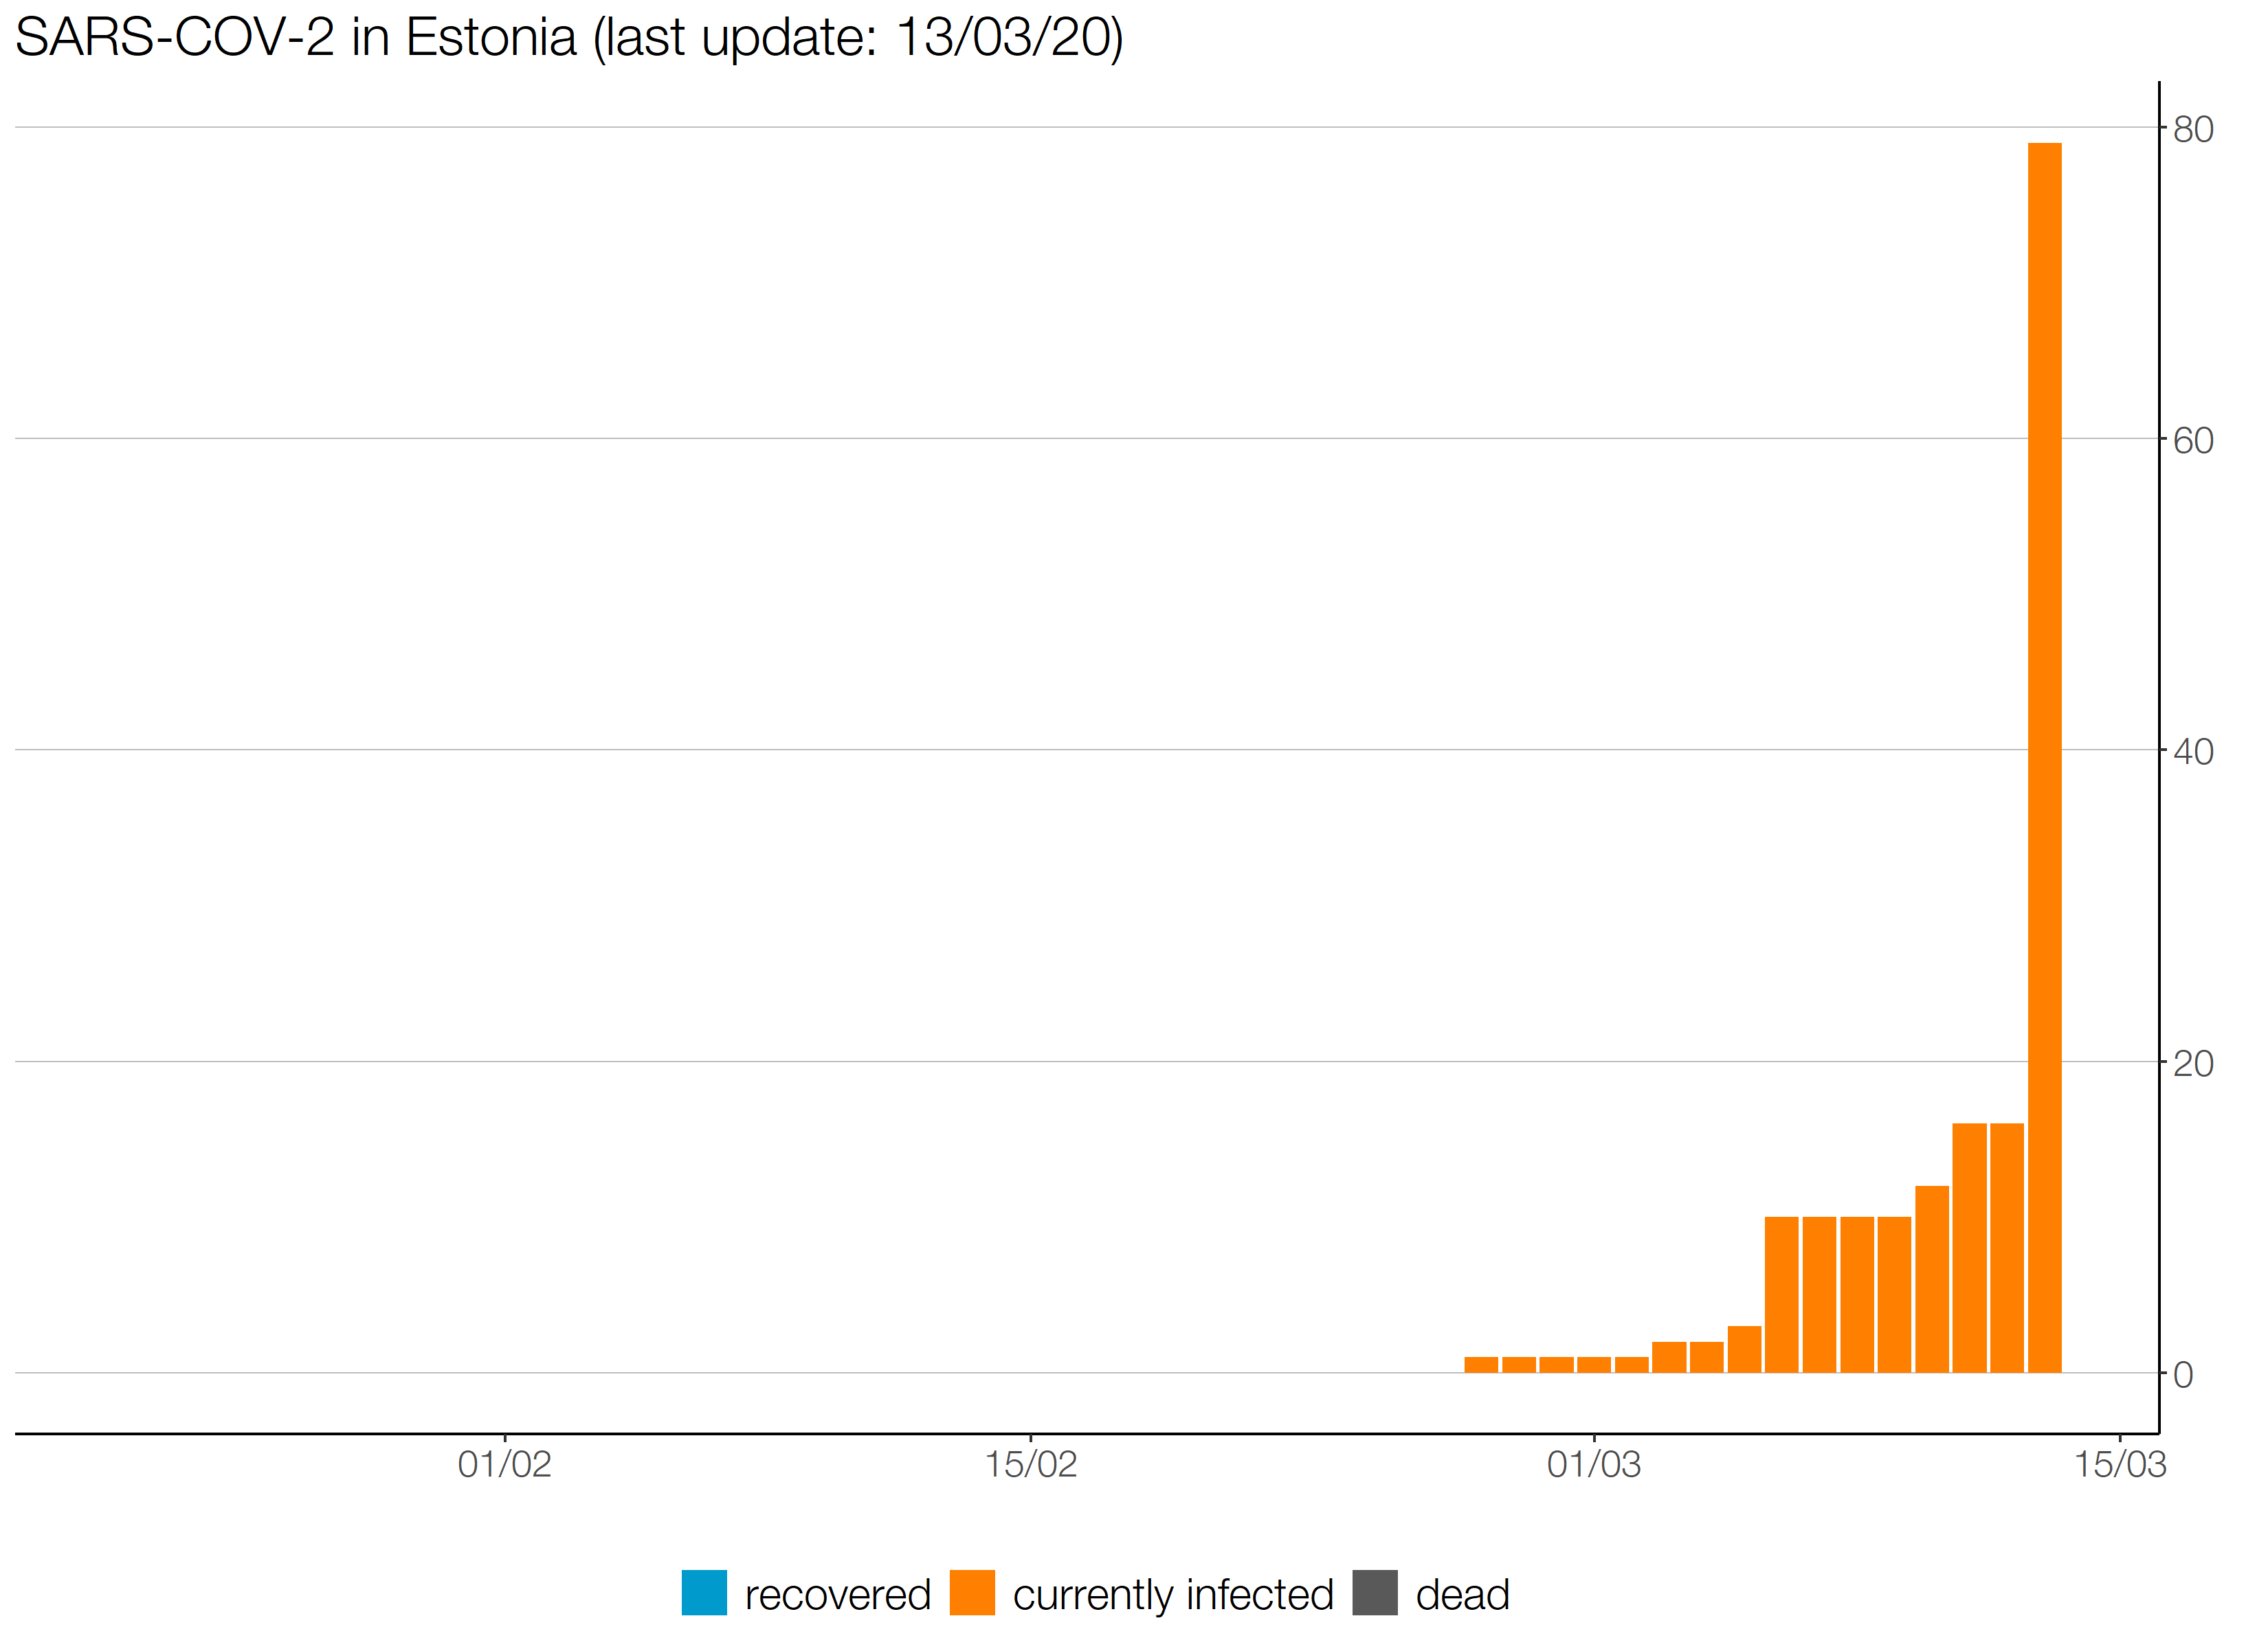 SARS-COV-2 in Estonia (last update: 13/03/20)
80
60
40
20
0
01/02 15/02 01/03 15/03
recovered currently infected dead